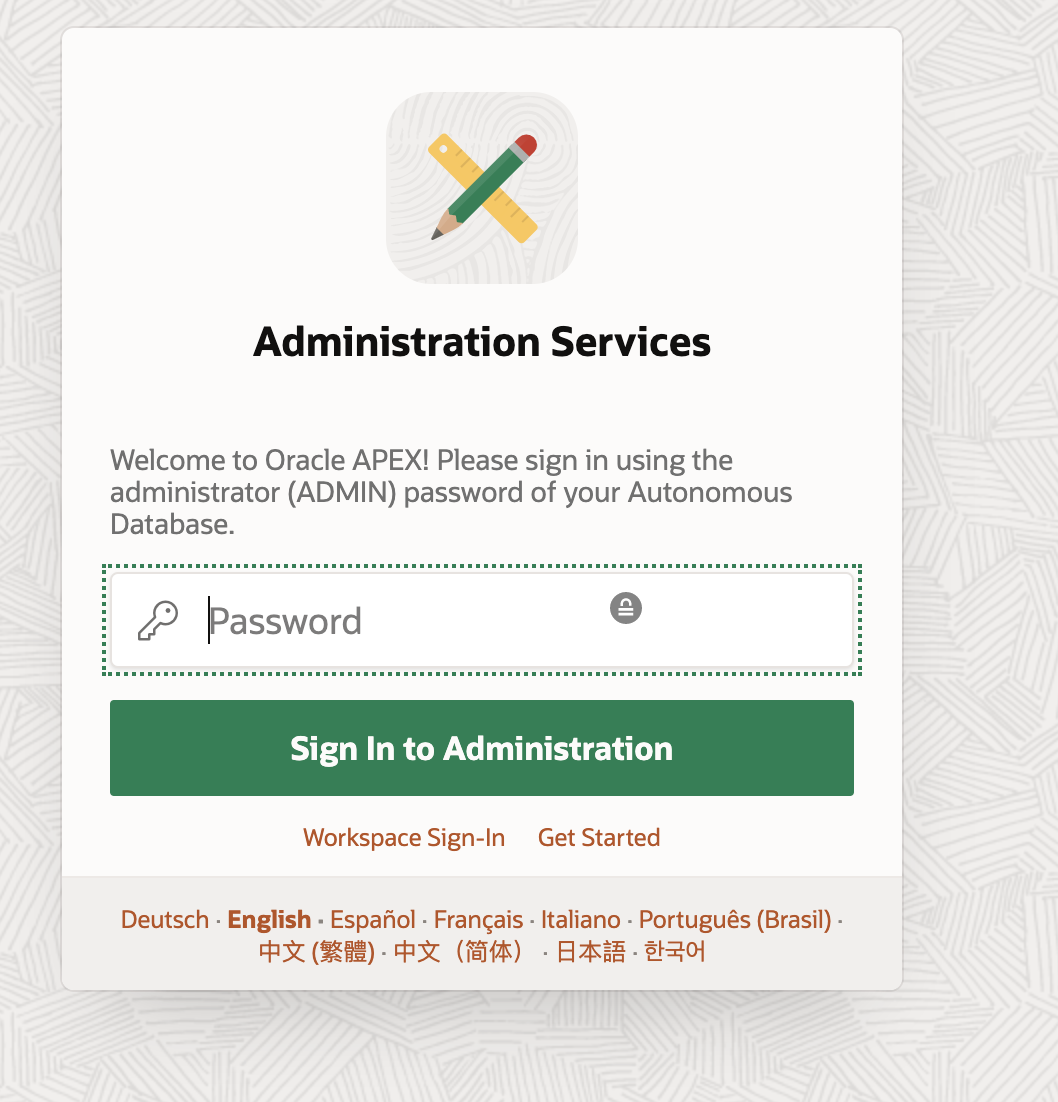 Administration Services
Welcome to Oracle APEX! Please sign in using the
administrator (ADMIN) password of your Autonomous
Database.
Password
Sign In to Administration
Workspace Sign-In Get Started
Deutsch · English · Español · Français · Italiano · Português (Brasil) ·
中文 (繁體) · 中文（简体） · 日本語 · 한국어